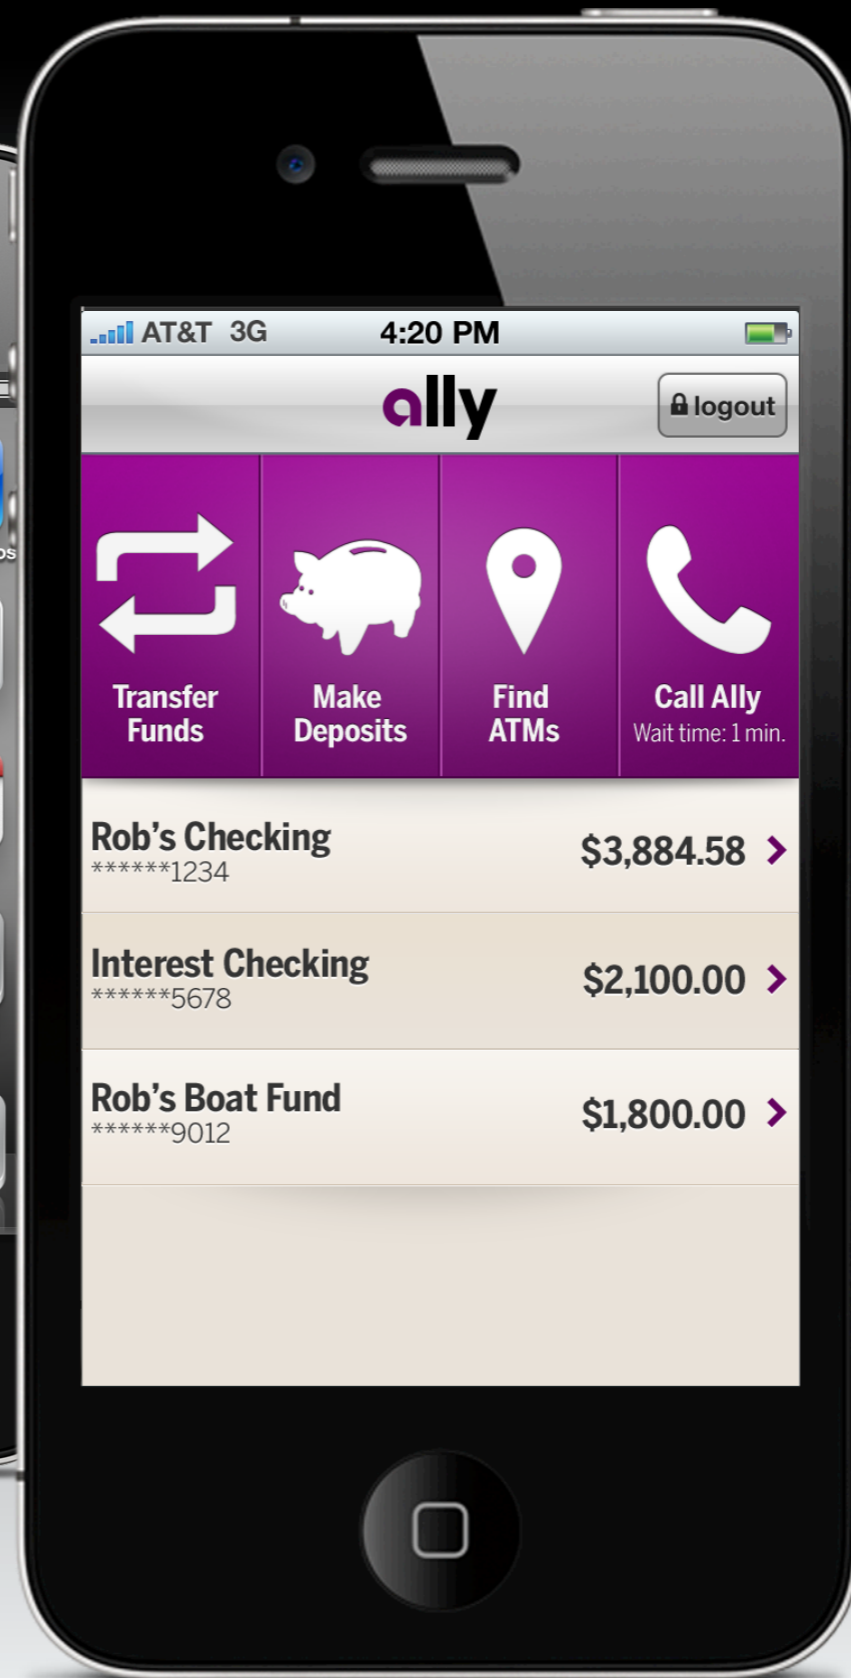 AT&T 3G 4:20 PM
ally
logout
Transfer
Funds
Make
Deposits
Find
ATMs
Call Ally
Wait time: 1 min.
Rob's Checking
$3,884.58
******1234
Interest Checking
$2,100.00
******5678
Rob's Boat Fund
$1,800.00
******9012